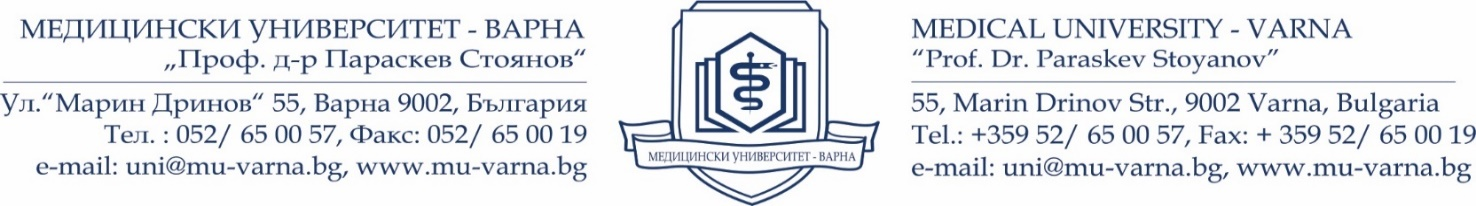 МЕДИЦИНСКИ УНИВЕРСИТЕТ - ВАРНА
„Проф. д-р Параскев Стоянов“
Ул.“Марин Дринов“ 55, Варна 9002, България
Тел. : 052/ 65 00 57, Факс: 052/ 65 00 19
e-mail: uni@mu-varna.bg, www.mu-varna.bg
МЕДИЦИНСКИ УНИВЕРСИТЕТ - ВАРНА
MEDICAL UNIVERSITY - VARNA
“Prof. Dr. Paraskev Stoyanov”
55, Marin Drinov Str., 9002 Varna, Bulgaria
Tel.: +359 52/ 65 00 57, Fax: + 359 52/ 65 00 19
e-mail: uni@mu-varna.bg, www.mu-varna.bg